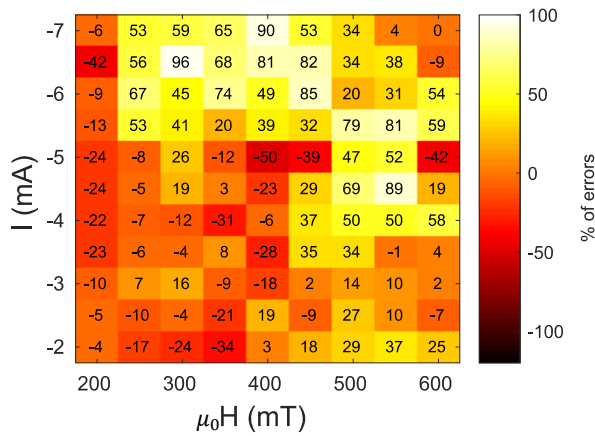 -7 -6 53 59 65 90 53 34 4 0 100
-42 56 96 68 81 82 34 38 -9
-6 -9 67 45 74 49 85 20 31 54 50
-13 53 41 20 39 32 79 81 59
-5 -24 -8 26 -12 -50 -39 47 52 -42 0
-24 -5 19 3 -23 29 69 89 19
-4 -22 -7 -12 -31 -6 37 50 50 58 -50
-23 -6 -4 8 -28 35 34 -1 4
-3 -10 7 16 -9 -18 2 14 10 2
-5 -10 -4 -21 19 -9 27 10 -7 -100
-2 -4 -17 -24 -34 3 18 29 37 25
200 300 400 500 600
μ₀H (mT)
I (mA)
% of errors